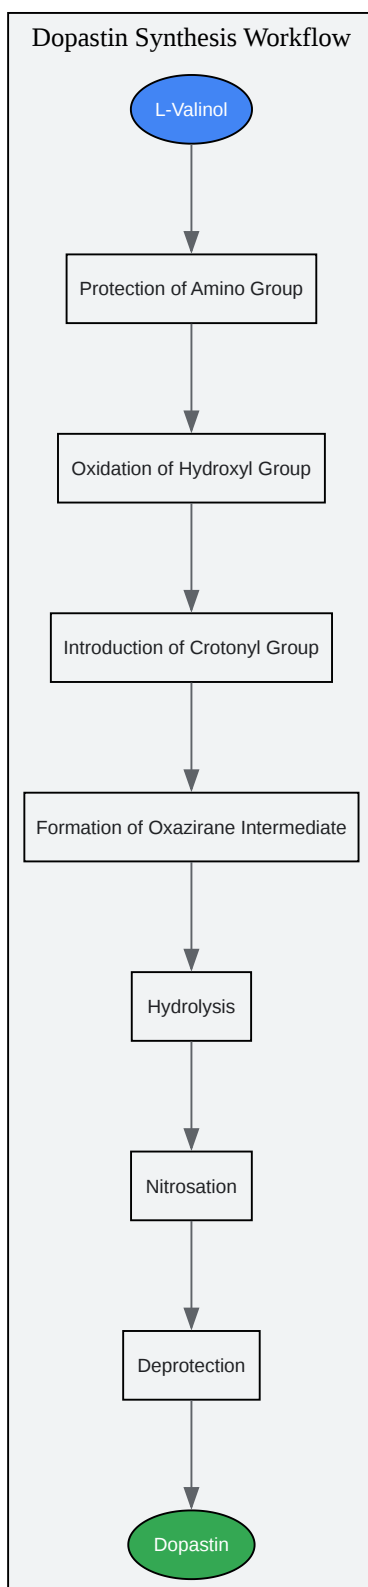 Dopastin Synthesis Workflow
L-Valinol
Protection of Amino Group
Oxidation of Hydroxyl Group
Introduction of Crotonyl Group
Formation of Oxazirane Intermediate
Hydrolysis
Nitrosation
Deprotection
Dopastin